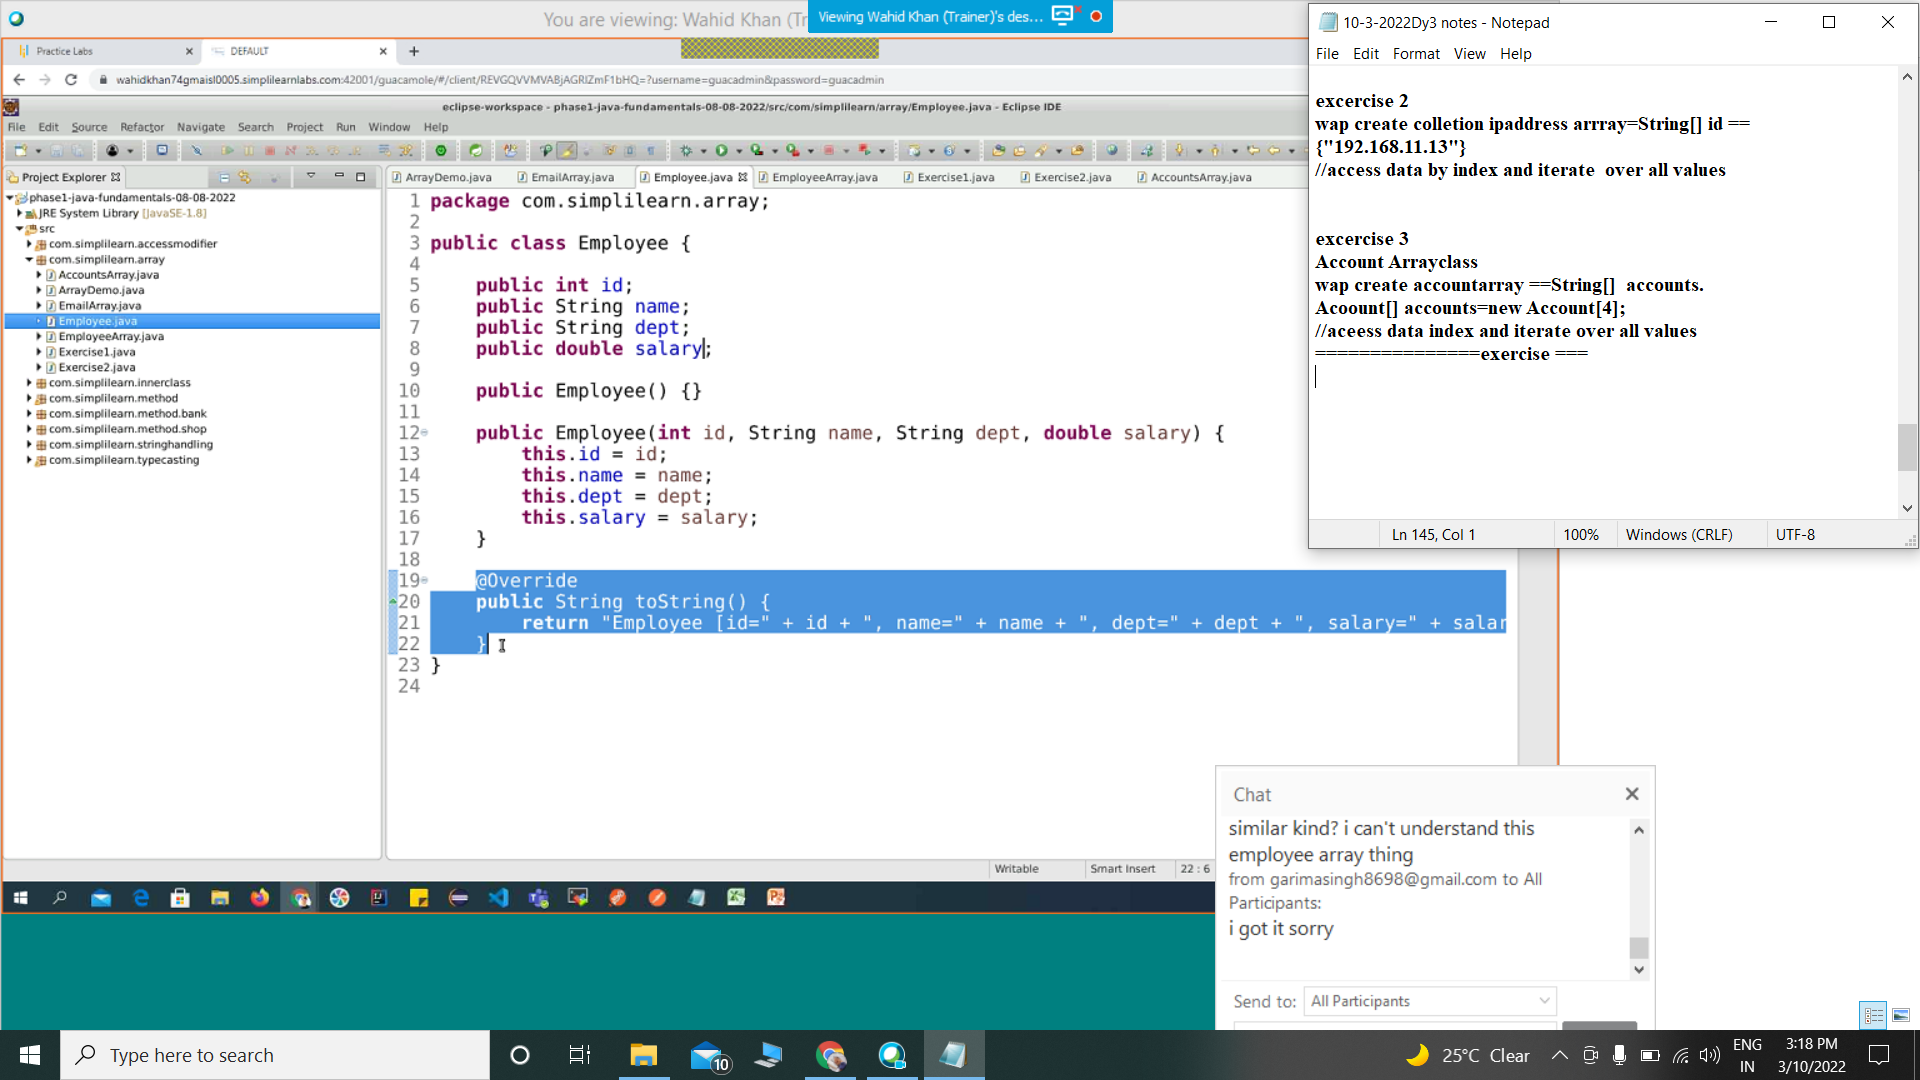 You are viewing: Wahid Khan (Tr
Viewing Wahid Khan (Trainer)'s des...
Practice Labs
DEFAULT
wahidkhan74gmaisl0005.simplilearnlabs.com:42001/guacamole/#/client/REVGQVVMVABjAGRlZmF1bHQ=?username=guacadmin&password=guacadmin
eclipse-workspace - phase1-java-fundamentals-08-08-2022/src/com/simplilearn/array/Employee.java - Eclipse IDE
File Edit Source Refactor Navigate Search Project Run Window Help
Project Explorer
phase1-java-fundamentals-08-08-2022
JRE System Library [JavaSE-1.8]
src
com.simplilearn.accessmodifier
com.simplilearn.array
AccountsArray.java
ArrayDemo.java
EmailArray.java
Employee.java
EmployeeArray.java
Exercise1.java
Exercise2.java
com.simplilearn.innerclass
com.simplilearn.method
com.simplilearn.method.bank
com.simplilearn.method.shop
com.simplilearn.stringhandling
com.simplilearn.typecasting
ArrayDemo.java EmailArray.java Employee.java EmployeeArray.java Exercise1.java Exercise2.java AccountsArray.java
1 package com.simplilearn.array;
2
3 public class Employee {
4
5 public int id;
6 public String name;
7 public String dept;
8 public double salary;
9
10 public Employee() {}
11
12 public Employee(int id, String name, String dept, double salary) {
13 this.id = id;
14 this.name = name;
15 this.dept = dept;
16 this.salary = salary;
17 }
18
19 @Override
20 public String toString() {
21 return "Employee [id=" + id + ", name=" + name + ", dept=" + dept + ", salary=" + salar
22 }
23 }
24
Writable Smart Insert 22 : 6
10-3-2022Dy3 notes - Notepad
File Edit Format View Help
excercise 2
wap create colletion ipaddress arrray=String[] id ==
{"192.168.11.13"}
//access data by index and iterate over all values
excercise 3
Account Arrayclass
wap create accountarray ==String[] accounts.
Acoount[] accounts=new Account[4];
//aceess data index and iterate over all values
===============exercise ===
Ln 145, Col 1 100% Windows (CRLF) UTF-8
Chat
similar kind? i can't understand this
employee array thing
from garimasingh8698@gmail.com to All
Participants:
i got it sorry
Send to: All Participants
Type here to search
10
25°C Clear
ENG
IN
3:18 PM
3/10/2022